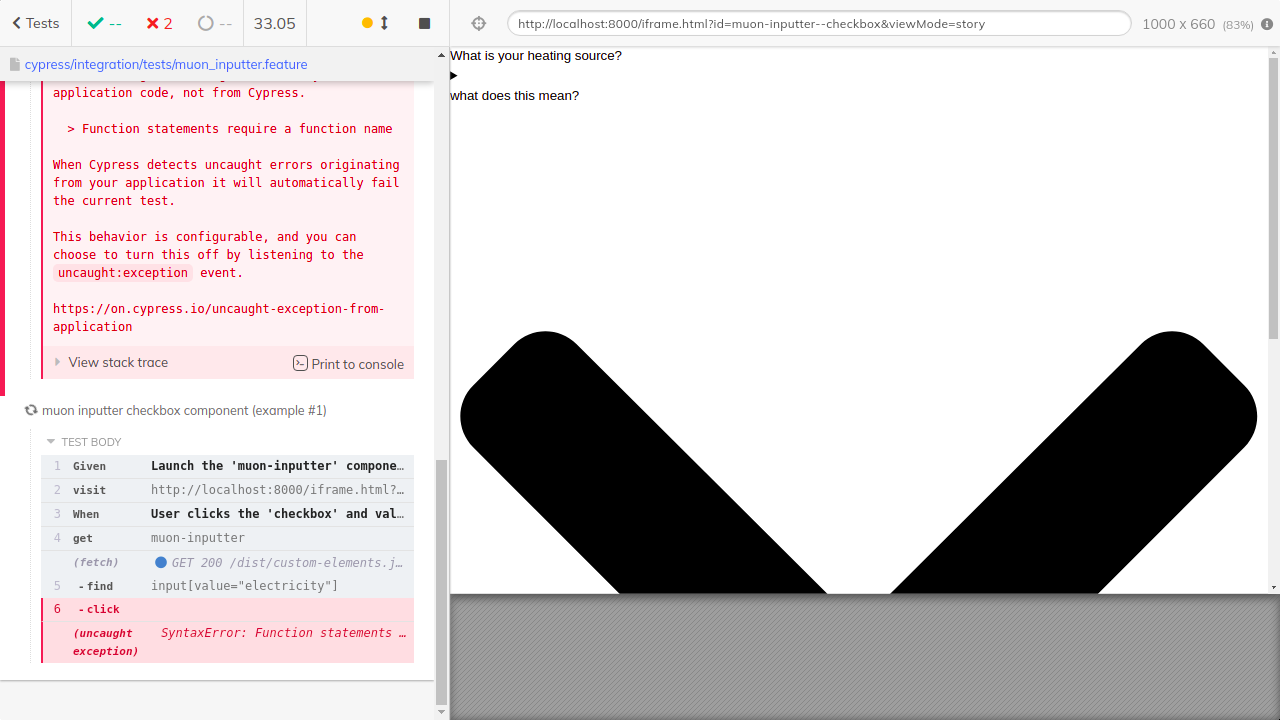 Tests
--
2
--
33.05
http://localhost:8000/iframe.html?id=muon-inputter--checkbox&viewMode=story
1000 x 660 (83%)
cypress/integration/tests/muon_inputter.feature
application code, not from Cypress.
> Function statements require a function name
When Cypress detects uncaught errors originating
from your application it will automatically fail
the current test.
This behavior is configurable, and you can
choose to turn this off by listening to the
uncaught:exception event.
https://on.cypress.io/uncaught-exception-from-
application
View stack trace
Print to console
muon inputter checkbox component (example #1)
TEST BODY
1 Given Launch the 'muon-inputter' compone…
2 visit http://localhost:8000/iframe.html?…
3 When User clicks the 'checkbox' and val…
4 get muon-inputter
(fetch) GET 200 /dist/custom-elements.j…
5 -find input[value="electricity"]
6 -click
(uncaught SyntaxError: Function statements …
exception)
What is your heating source?
what does this mean?